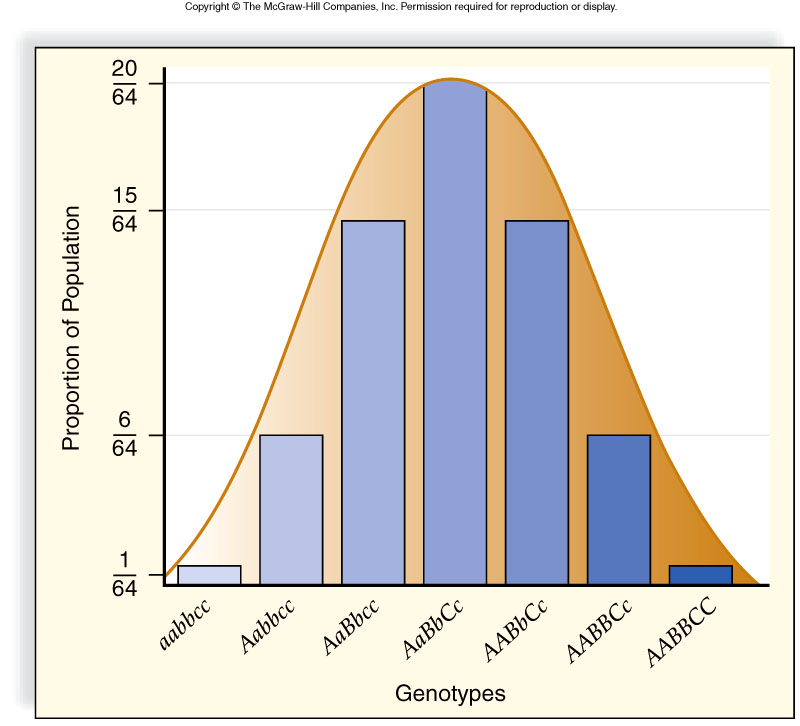 Copyright © The McGraw-Hill Companies, Inc. Permission required for reproduction or display.
20
64
15
64
6
64
1
64
Proportion of Population
aabbcc
Aabbcc
AaBbcc
AaBbCc
AABbCc
AABBCc
AABBCC
Genotypes